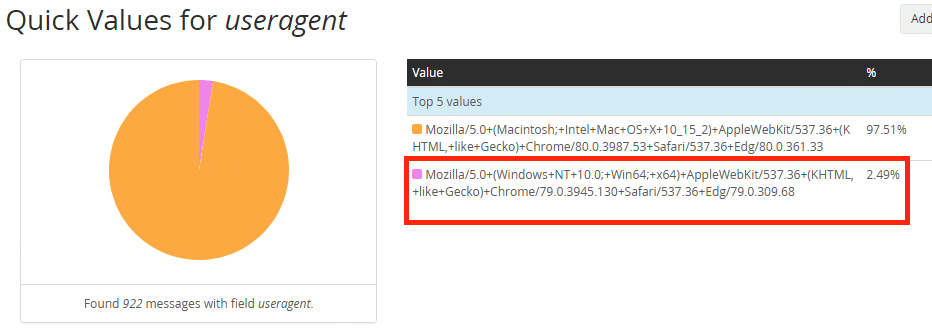 Quick Values for useragent
Add
Value %
Top 5 values
Mozilla/5.0+(Macintosh;+Intel+Mac+OS+X+10_15_2)+AppleWebKit/537.36+(K 97.51%
HTML,+like+Gecko)+Chrome/80.0.3987.53+Safari/537.36+Edg/80.0.361.33
Mozilla/5.0+(Windows+NT+10.0;+Win64;+x64)+AppleWebKit/537.36+(KHTML, 2.49%
+like+Gecko)+Chrome/79.0.3945.130+Safari/537.36+Edg/79.0.309.68
Found 922 messages with field useragent.